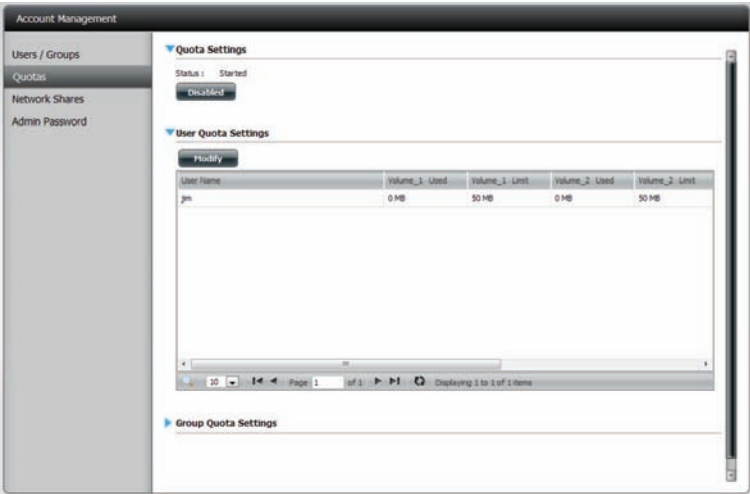 Account Management
Users / Groups
Quotas
Network Shares
Admin Password
Quota Settings
Status : Started
Disabled
User Quota Settings
Modify
User Name Volume_1 Used Volume_1 Limit Volume_2 Used Volume_2 Limit
jim 0 MB 50 MB 0 MB 50 MB
10 Page 1 of 1 Displaying 1 to 1 of 1 items
Group Quota Settings